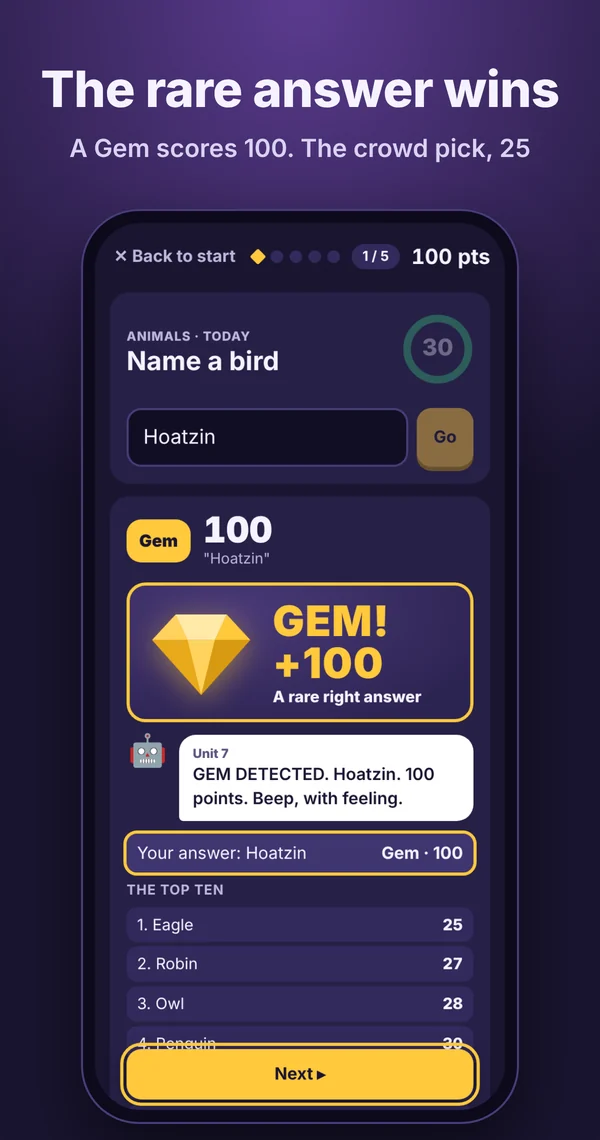 The rare answer wins
A Gem scores 100. The crowd pick, 25
✕ Back to start
1 / 5
100 pts
ANIMALS · TODAY
Name a bird
30
Hoatzin
Go
Gem
100
"Hoatzin"
GEM!
+100
A rare right answer
Unit 7
GEM DETECTED. Hoatzin. 100
points. Beep, with feeling.
Your answer: Hoatzin
Gem · 100
THE TOP TEN
1. Eagle 25
2. Robin 27
3. Owl 28
4. Penguin 30
Next ▸